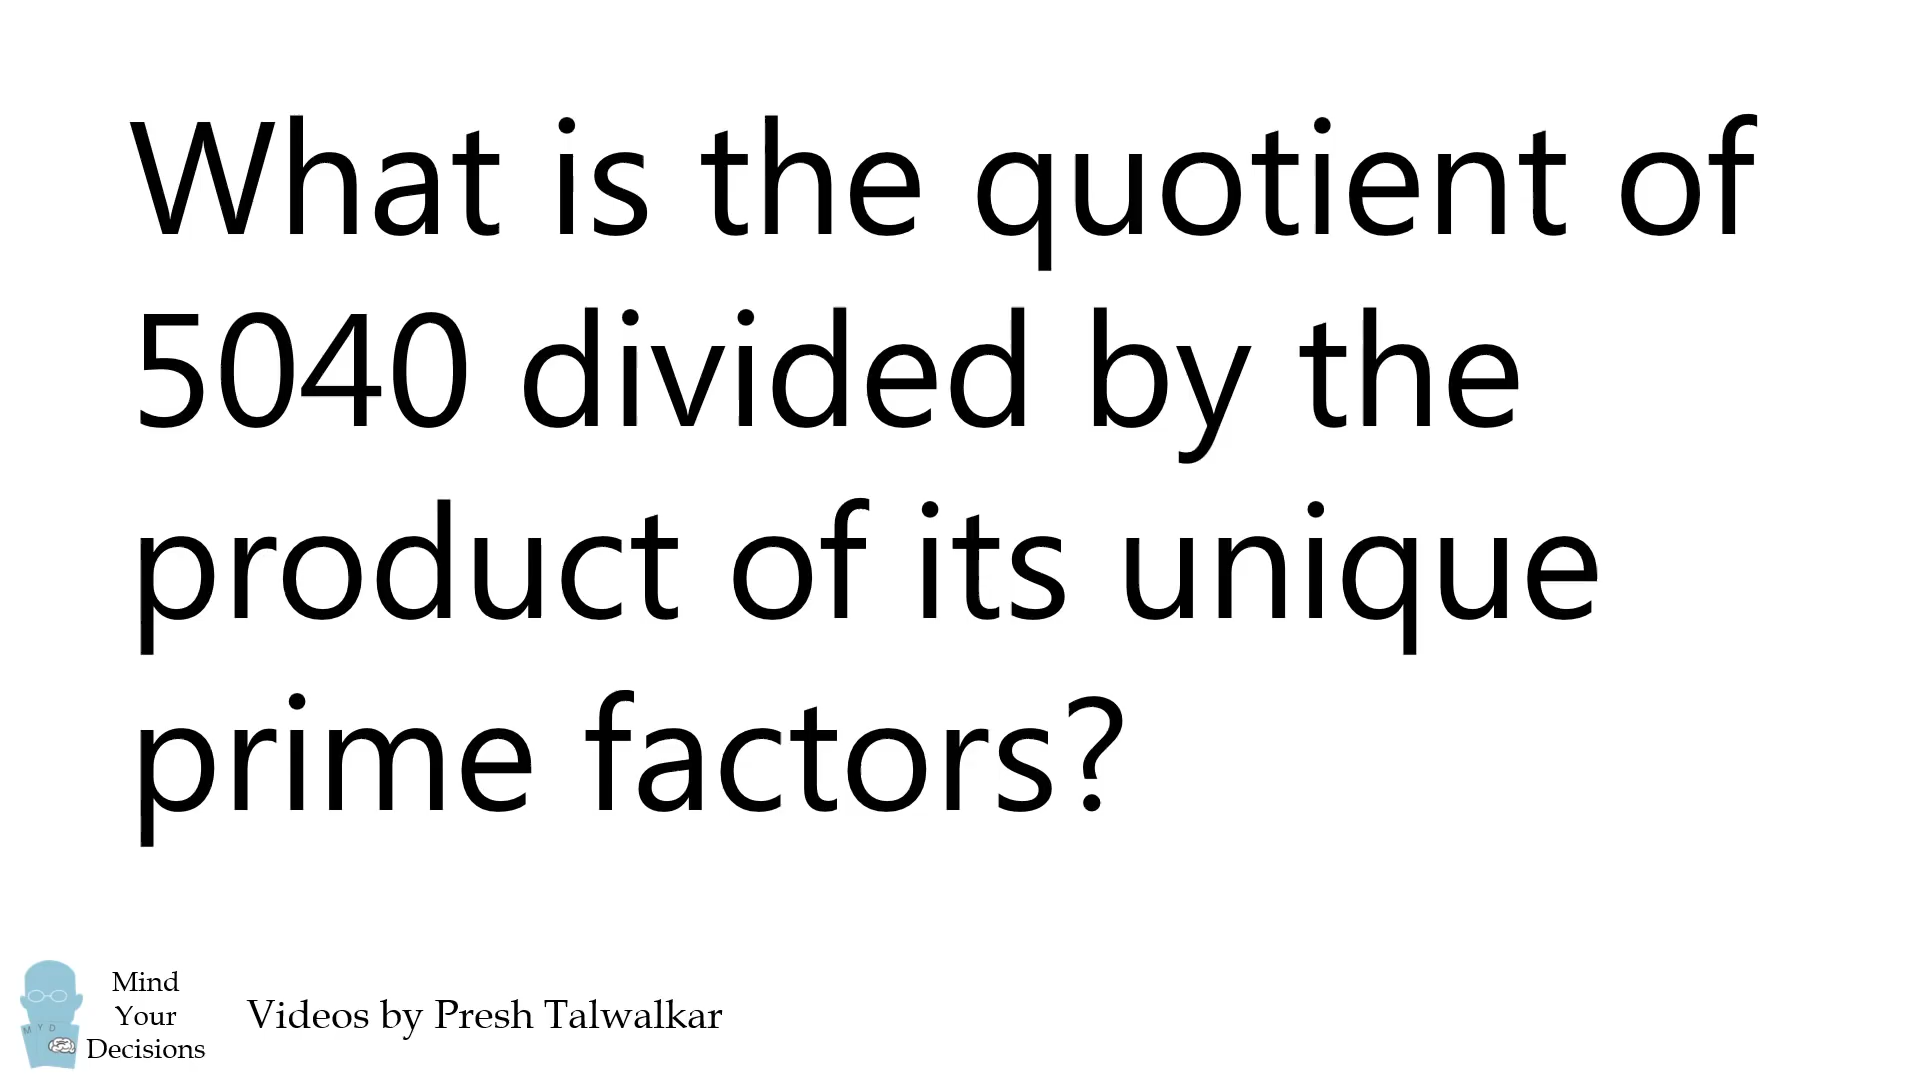 What is the quotient of
5040 divided by the
product of its unique
prime factors?
Mind
Your
Decisions
M Y D
Videos by Presh Talwalkar